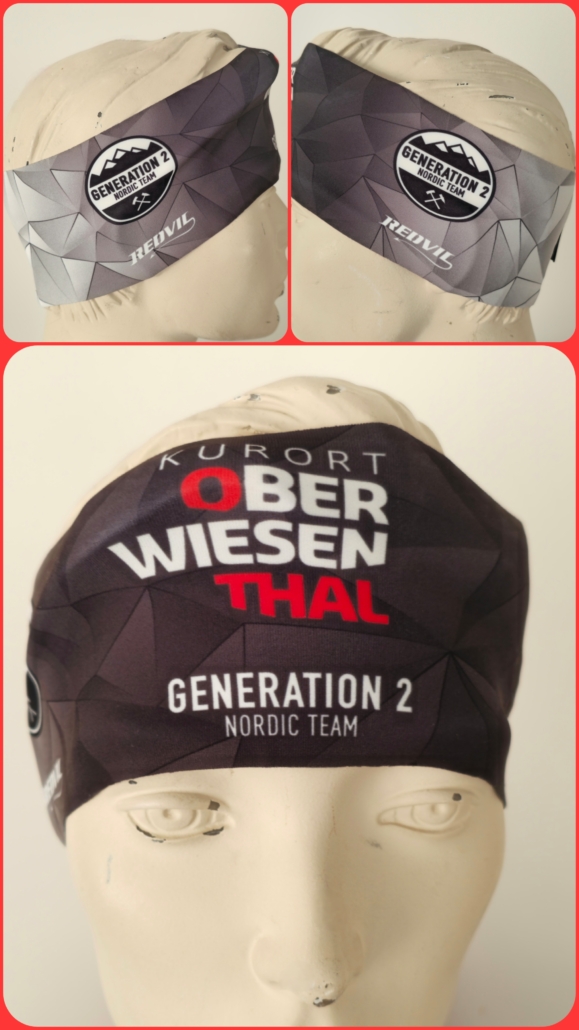 GENERATION 2
NORDIC TEAM
REDVIL
GENERATION 2
NORDIC TEAM
REDVIL
KURORT
OBER
WIESEN
THAL
GENERATION 2
NORDIC TEAM